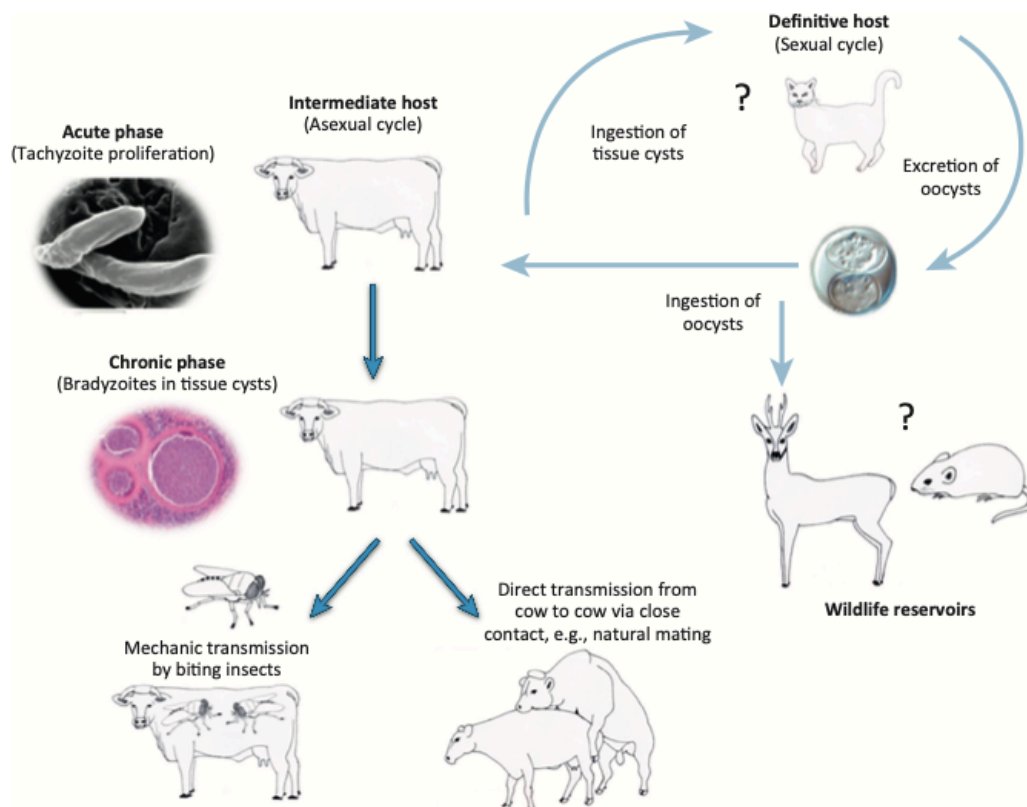 Definitive host
(Sexual cycle)
?
Intermediate host
(Asexual cycle)
Acute phase
(Tachyzoite proliferation)
Ingestion of
tissue cysts
Excretion of
oocysts
Ingestion of
oocysts
Chronic phase
(Bradyzoites in tissue cysts)
?
Wildlife reservoirs
Mechanic transmission
by biting insects
Direct transmission from
cow to cow via close
contact, e.g., natural mating